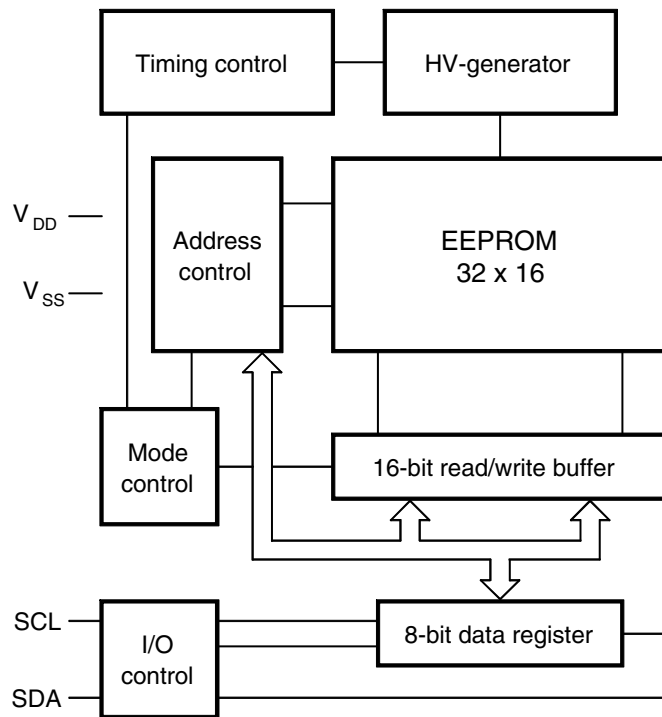 Timing control
HV-generator
V DD
V SS
Address
control
EEPROM
32 x 16
Mode
control
16-bit read/write buffer
SCL
SDA
I/O
control
8-bit data register